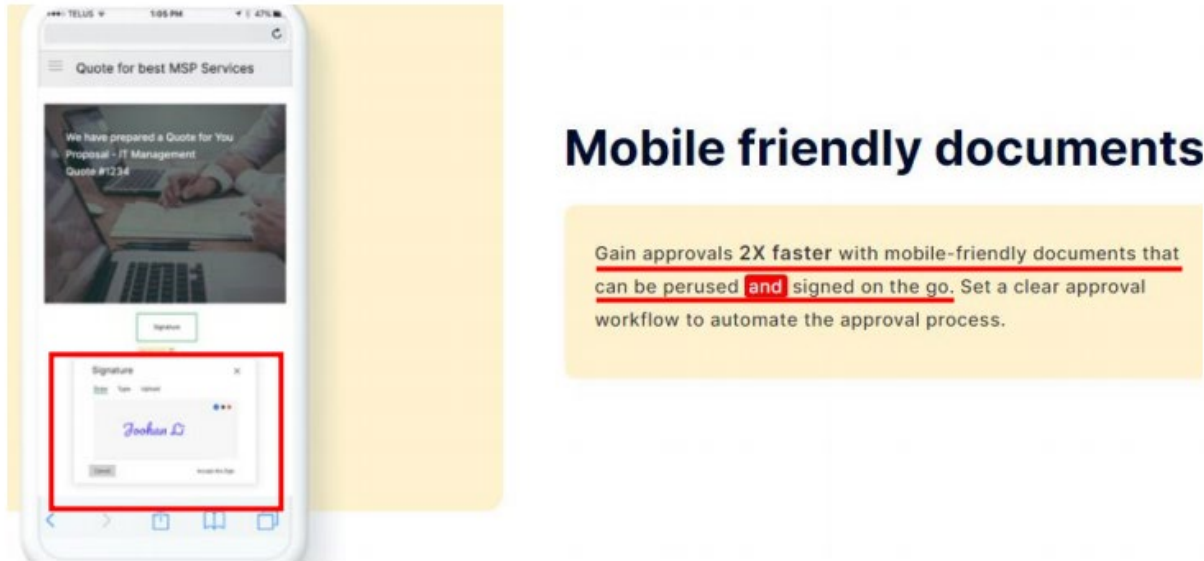 TELUS 1:05 PM 47%
Quote for best MSP Services
We have prepared a Quote for You
Proposal - IT Management
Quote #1234
Signature
Signature
Draw Type Upload
Joohan Li
Cancel
Mobile friendly documents
Gain approvals 2X faster with mobile-friendly documents that
can be perused and signed on the go. Set a clear approval
workflow to automate the approval process.